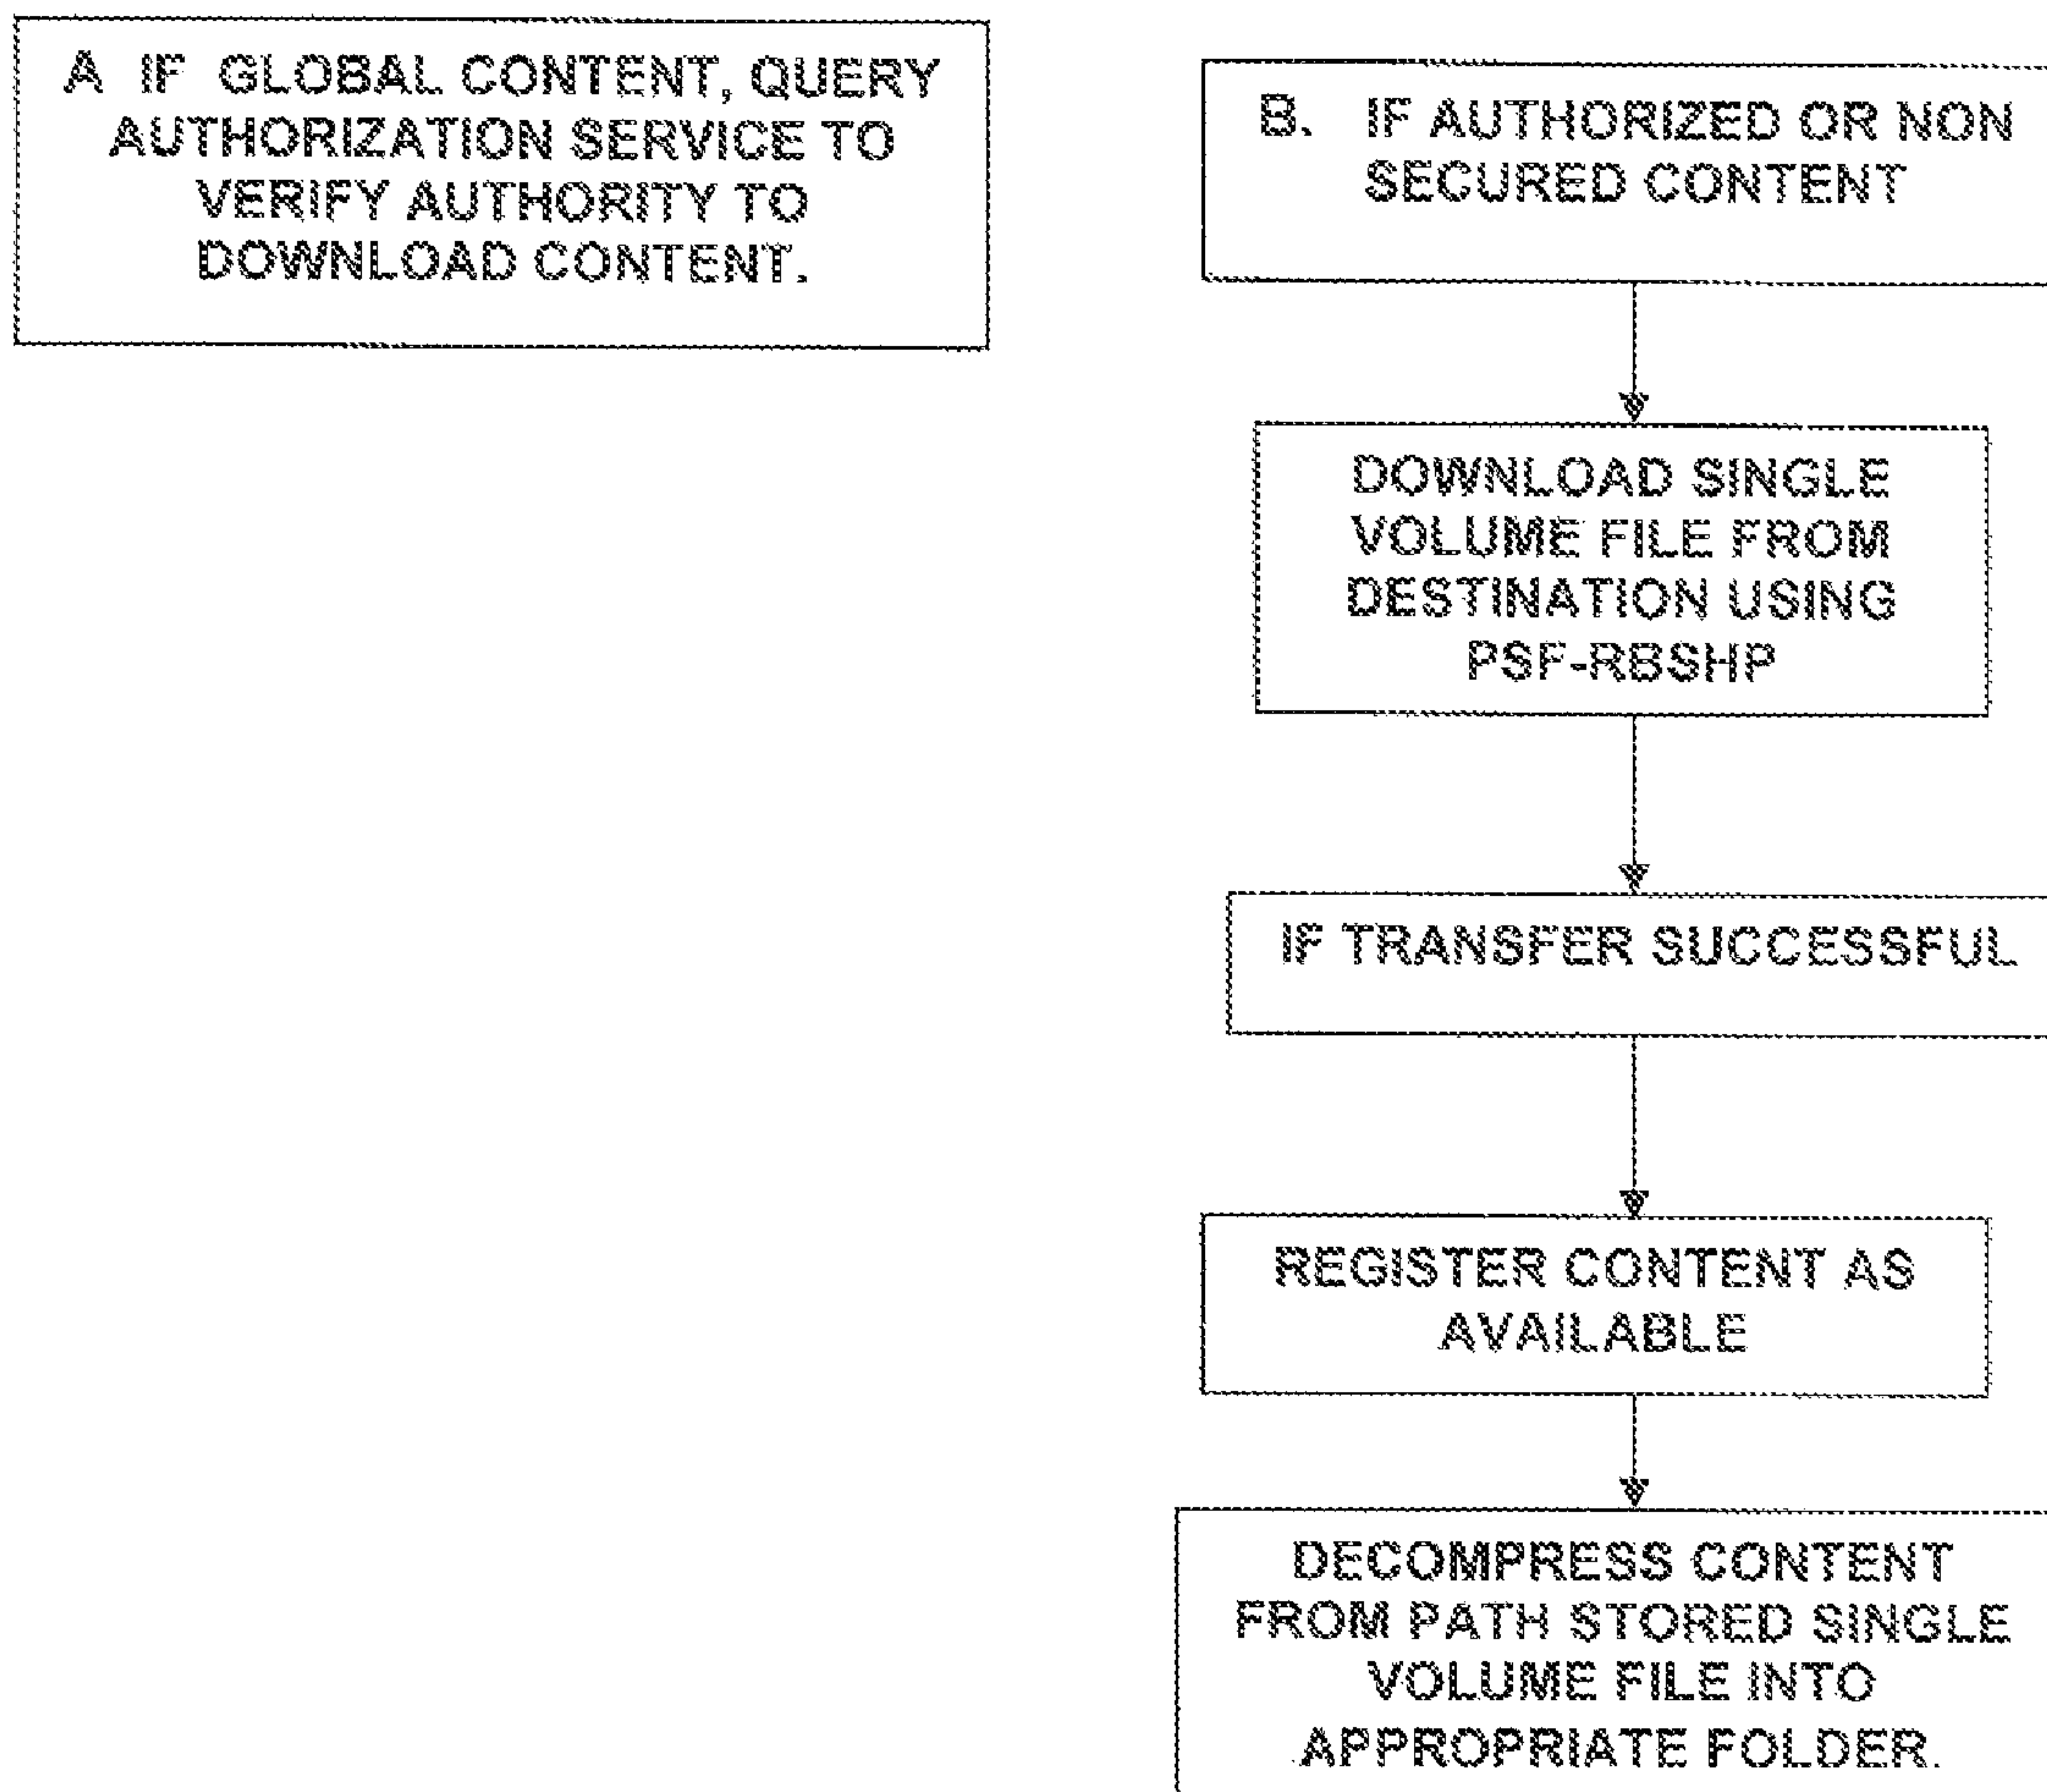 A IF GLOBAL CONTENT, QUERY
AUTHORIZATION SERVICE TO
VERIFY AUTHORITY TO
DOWNLOAD CONTENT.
B. IF AUTHORIZED OR NON
SECURED CONTENT
DOWNLOAD SINGLE
VOLUME FILE FROM
DESTINATION USING
PSF-RBSHP
IF TRANSFER SUCCESSFUL
REGISTER CONTENT AS
AVAILABLE
DECOMPRESS CONTENT
FROM PATH STORED SINGLE
VOLUME FILE INTO
APPROPRIATE FOLDER.